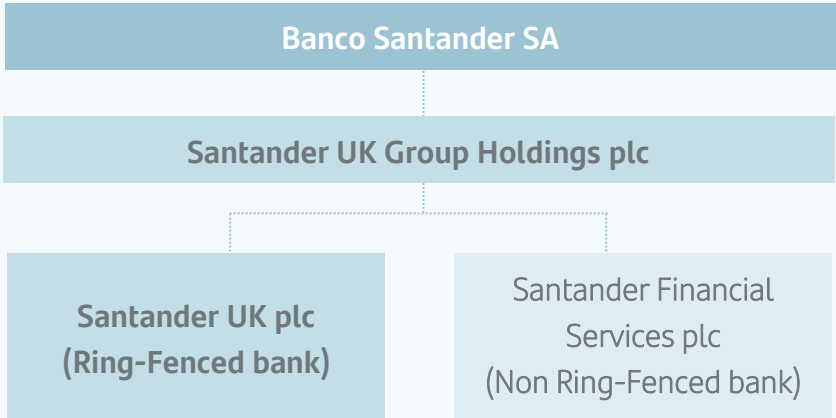 Banco Santander SA
Santander UK Group Holdings plc
Santander UK plc
(Ring-Fenced bank)
Santander Financial
Services plc
(Non Ring-Fenced bank)